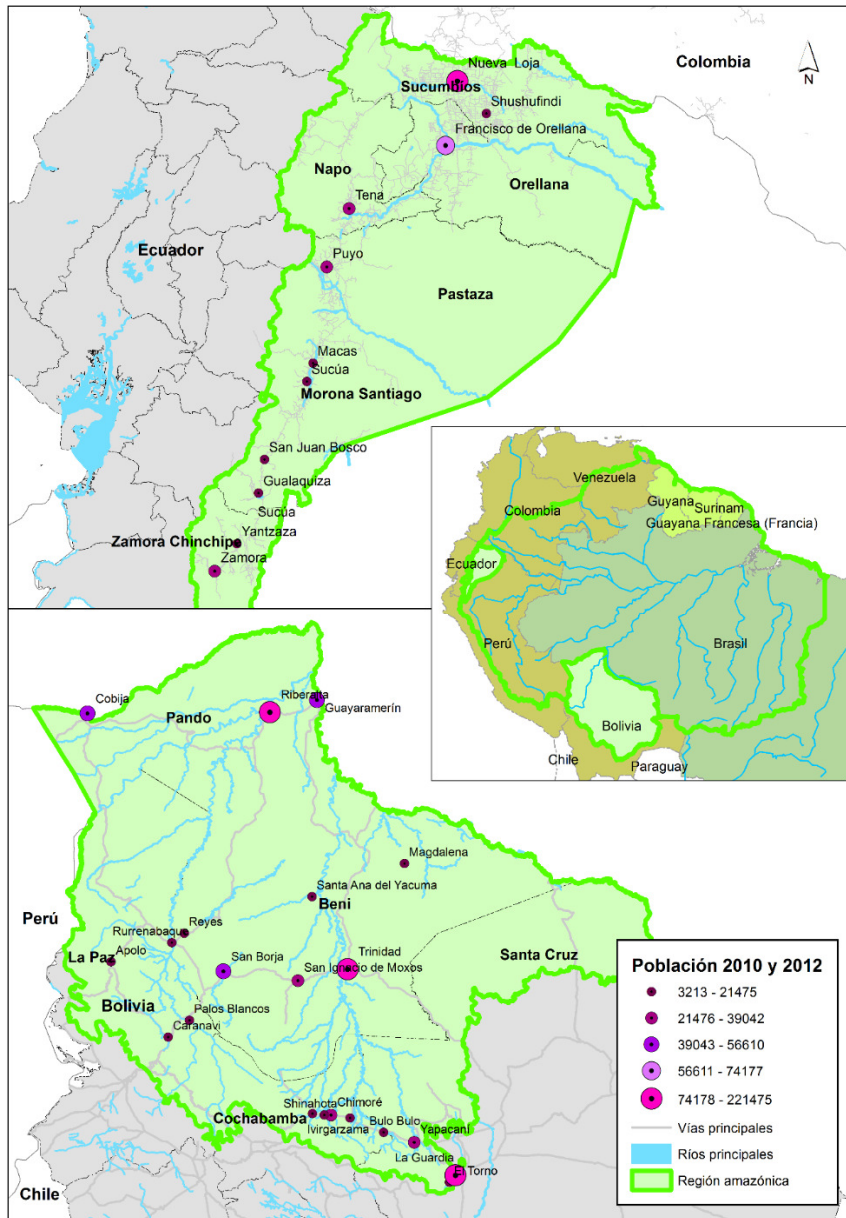 Colombia
N
Nueva Loja
Sucumbíos
Shushufindi
Francisco de Orellana
Napo
Orellana
Tena
Ecuador
Puyo
Pastaza
Macas
Sucúa
Morona Santiago
San Juan Bosco
Gualaquiza
Sucúa
Yantzaza
Zamora Chinchip
Zamora
Venezuela
Guyana
Surinam
Colombia
Guayana Francesa (Francia)
Ecuador
Perú
Brasil
Bolivia
Chile
Paraguay
Cobija
Riberalta
Pando
Guayaramerín
Magdalena
Santa Ana del Yacuma
Beni
Perú
Reyes
Rurrenabaque
La Paz
Apolo
San Borja
Trinidad
San Ignacio de Moxos
Santa Cruz
Bolivia
Palos Blancos
Caranavi
Shinahota
Chimoré
Cochabamba
Ivirgarzama
Bulo Bulo
Yapacaní
La Guardia
El Torno
Chile
Población 2010 y 2012
3213 - 21475
21476 - 39042
39043 - 56610
56611 - 74177
74178 - 221475
Vías principales
Ríos principales
Región amazónica